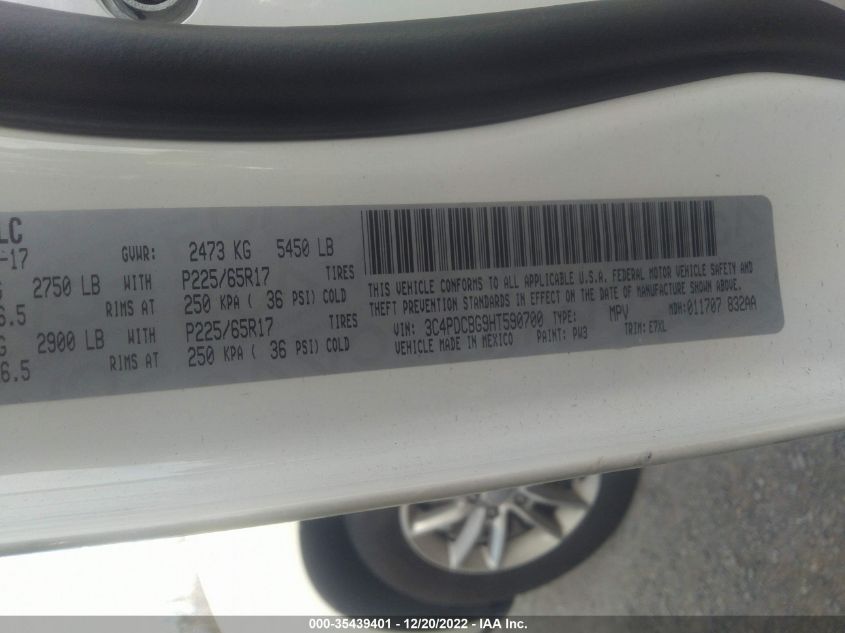 LC
-17
GVWR: 2473 KG 5450 LB
G 2750 LB WITH P225/65R17 TIRES
6.5 RIMS AT 250 KPA ( 36 PSI) COLD
G 2900 LB WITH P225/65R17 TIRES
6.5 RIMS AT 250 KPA ( 36 PSI) COLD
THIS VEHICLE CONFORMS TO ALL APPLICABLE U.S.A. FEDERAL MOTOR VEHICLE SAFETY AND
THEFT PREVENTION STANDARDS IN EFFECT ON THE DATE OF MANUFACTURE SHOWN ABOVE.
VIN: 3C4PDCBG9HT590700 TYPE: MPV MDH:011707 832AA
VEHICLE MADE IN MEXICO PAINT: PW3 TRIM: E7XL
000-35439401 - 12/20/2022 - IAA Inc.